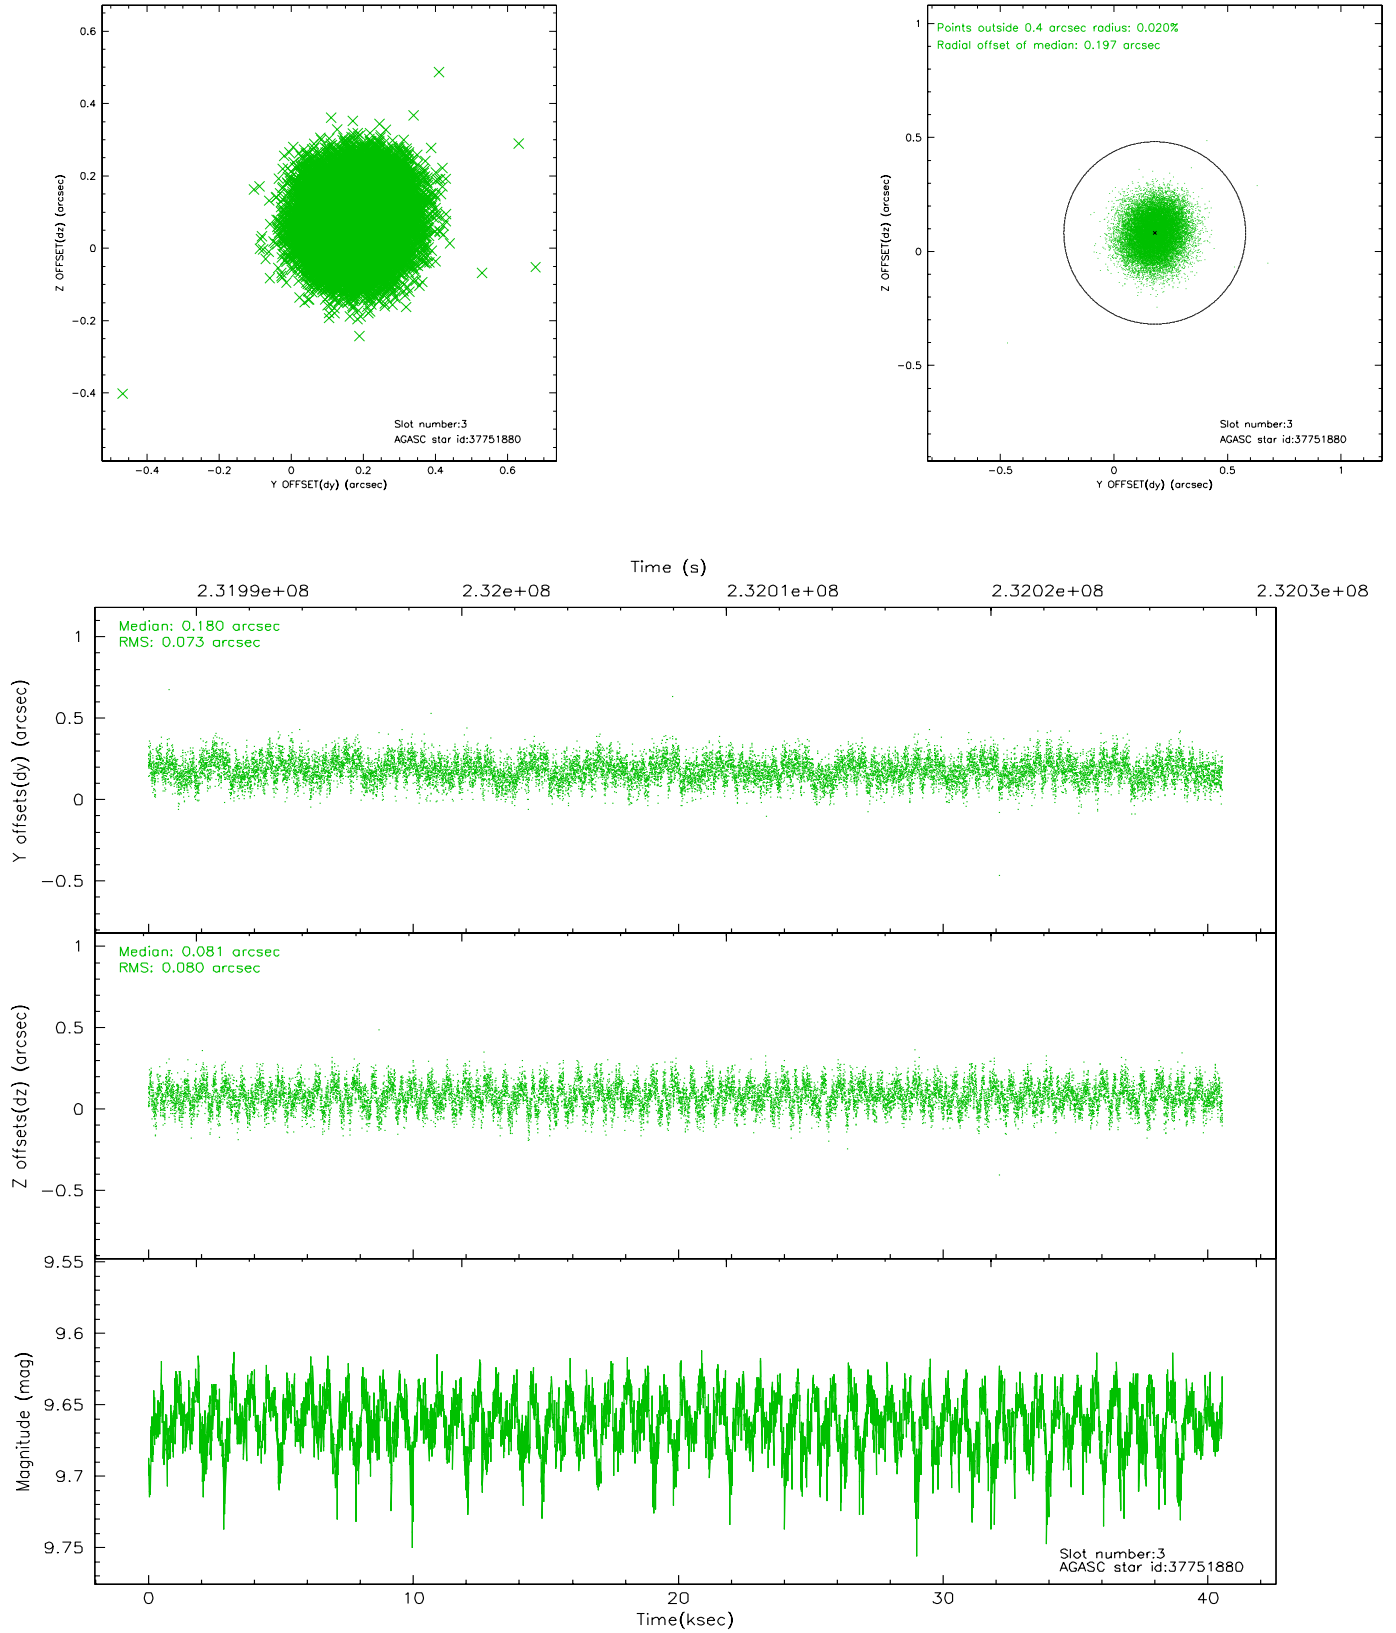 0.6
0.4
0.2
0
−0.2
−0.4
Z OFFSET(dz) (arcsec)
Slot number:3
AGASC star id:37751880
−0.4 −0.2 0 0.2 0.4 0.6
Y OFFSET(dy) (arcsec)
Points outside 0.4 arcsec radius: 0.020%
Radial offset of median: 0.197 arcsec
1
0.5
0
−0.5
Z OFFSET(dz) (arcsec)
Slot number:3
AGASC star id:37751880
−0.5 0 0.5 1
Y OFFSET(dy) (arcsec)
Time (s)
2.3199e+08 2.32e+08 2.3201e+08 2.3202e+08 2.3203e+08
Median: 0.180 arcsec
RMS: 0.073 arcsec
1
0.5
0
−0.5
Y offsets(dy) (arcsec)
Median: 0.081 arcsec
RMS: 0.080 arcsec
1
0.5
0
−0.5
Z offsets(dz) (arcsec)
9.55
9.6
9.65
9.7
9.75
Magnitude (mag)
Slot number:3
AGASC star id:37751880
0 10 20 30 40
Time(ksec)